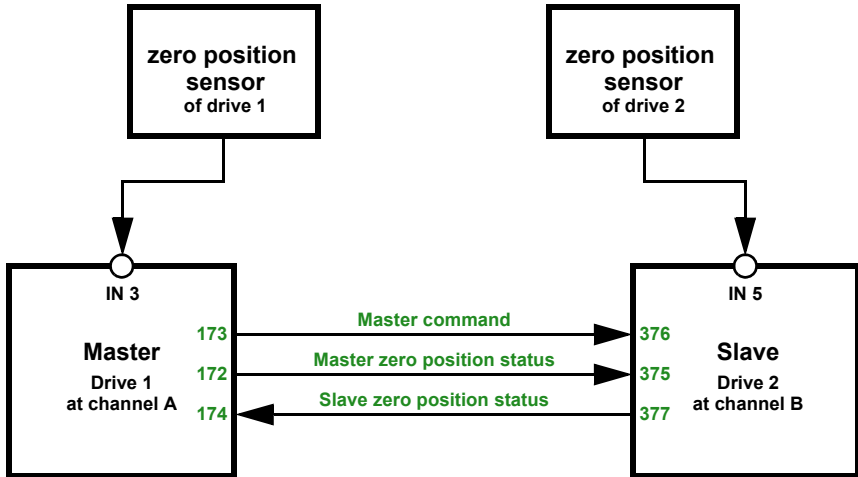 zero position
sensor
of drive 1
zero position
sensor
of drive 2
IN 3
IN 5
Master
Drive 1
at channel A
173
172
174
Master command
Master zero position status
Slave zero position status
376
375
377
Slave
Drive 2
at channel B